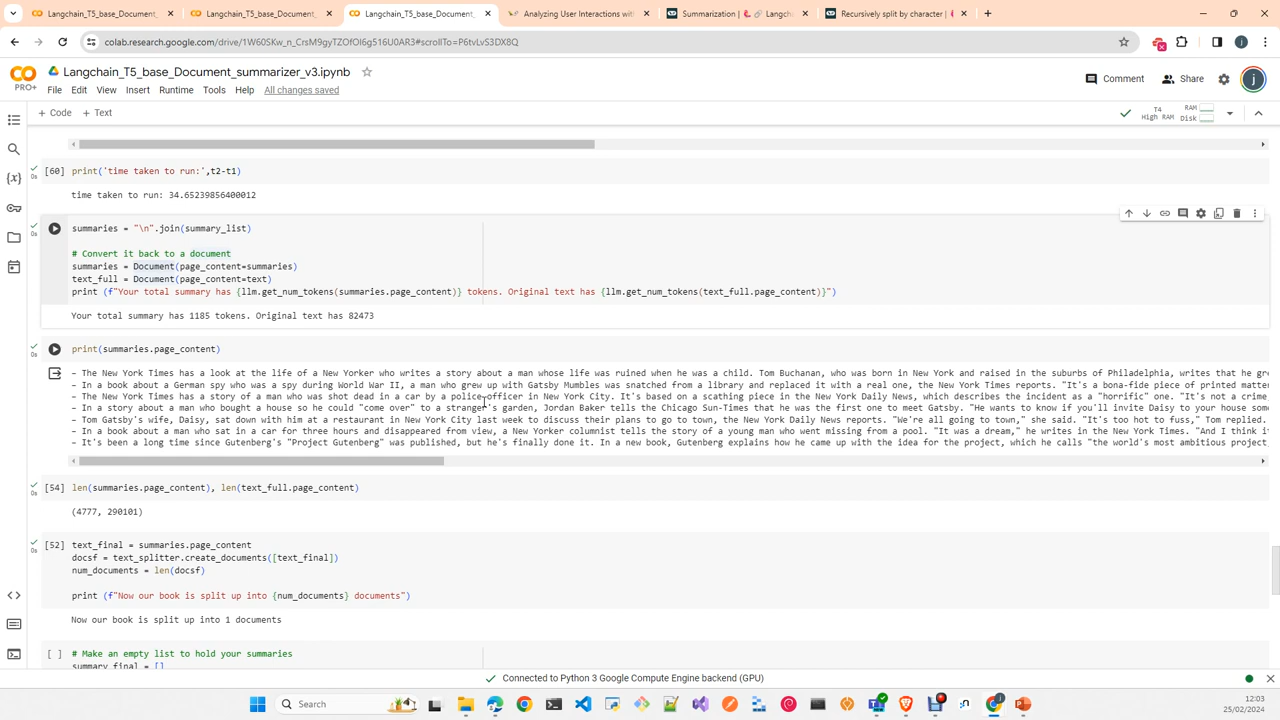 Langchain_T5_base_Document_
Langchain_T5_base_Document_
Langchain_T5_base_Document_
Analyzing User Interactions with
Summarization | Langcha
Recursively split by character |
colab.research.google.com/drive/
Langchain_T5_base_Document_summarizer_v3.ipynb
PRO+
File Edit View Insert Runtime Tools Help All changes saved
Comment Share
+ Code + Text
T4 High RAM
RAM
Disk
[60] print('time taken to run:',t2-t1)
time taken to run: 34.65239856400012
summaries = "\n".join(summary_list)
# Convert it back to a document
summaries = Document(page_content=summaries)
text_full = Document(page_content=text)
print (f"Your total summary has {llm.get_num_tokens(summaries.page_content)} tokens. Original text has {llm.get_num_tokens(text_full.page_content)}")
Your total summary has 1185 tokens. Original text has 82473
print(summaries.page_content)
- The New York Times has a look at the life of a New Yorker who writes a story about a man whose life was ruined when he was a child. Tom Buchanan, who was born in New York and raised in the suburbs of Philadelphia, writes that he gre
- In a book about a German spy who was a spy during World War II, a man who grew up with Gatsby Mumbles was snatched from a library and replaced it with a real one, the New York Times reports. "It's a bona-fide piece of printed matter
- The New York Times has a story of a man who was shot dead in a car by a police officer in New York City. It's based on a scathing piece in the New York Daily News, which describes the incident as a "horrific" one. "It's not a crime
- In a story about a man who bought a house so he could "come over" to a strange's garden, Jordan Baker tells the Chicago Sun-Times that he was the first one to meet Gatsby. "He wants to know if you'll invite Daisy to your house som
- Tom Gatsby's wife, Daisy, sat down with him at a restaurant in New York City last week to discuss their plans to go to town, the New York Daily News reports. "We're all going to town," she said. "It's too hot to fuss," Tom replied.
- In a book about a man who sat in a car for three hours and disappeared from view, a New Yorker columnist tells the story of a young man who went missing from a pool. "It was a dream," he writes in the New York Times. "And I think i
- It's been a long time since Gutenberg's "Project Gutenberg" was published, but he's finally done it. In a new book, Gutenberg explains how he came up with the idea for the project, which he calls "the world's most ambitious project
[54] len(summaries.page_content), len(text_full.page_content)
(4777, 290101)
[52] text_final = summaries.page_content
docsf = text_splitter.create_documents([text_final])
num_documents = len(docsf)
print (f"Now our book is split up into {num_documents} documents")
Now our book is split up into 1 documents
[ ] # Make an empty list to hold your summaries
summary_final = []
Connected to Python 3 Google Compute Engine backend (GPU)
Search
12:03
25/02/2024